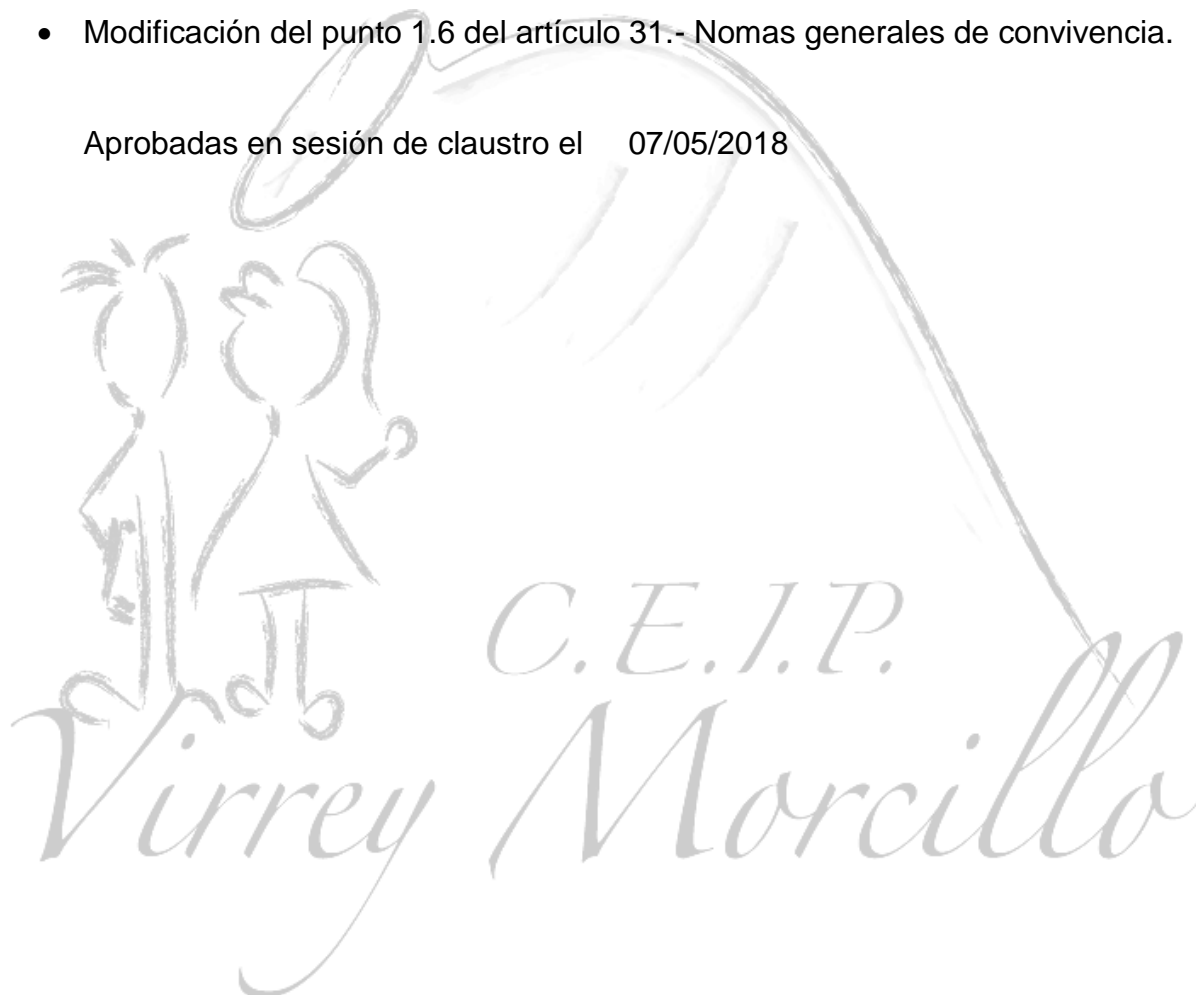 • Modificación del punto 1.6 del artículo 31.- Nomas generales de convivencia.
Aprobadas en sesión de claustro el 07/05/2018
C.E.I.P.
Virrey Morcillo